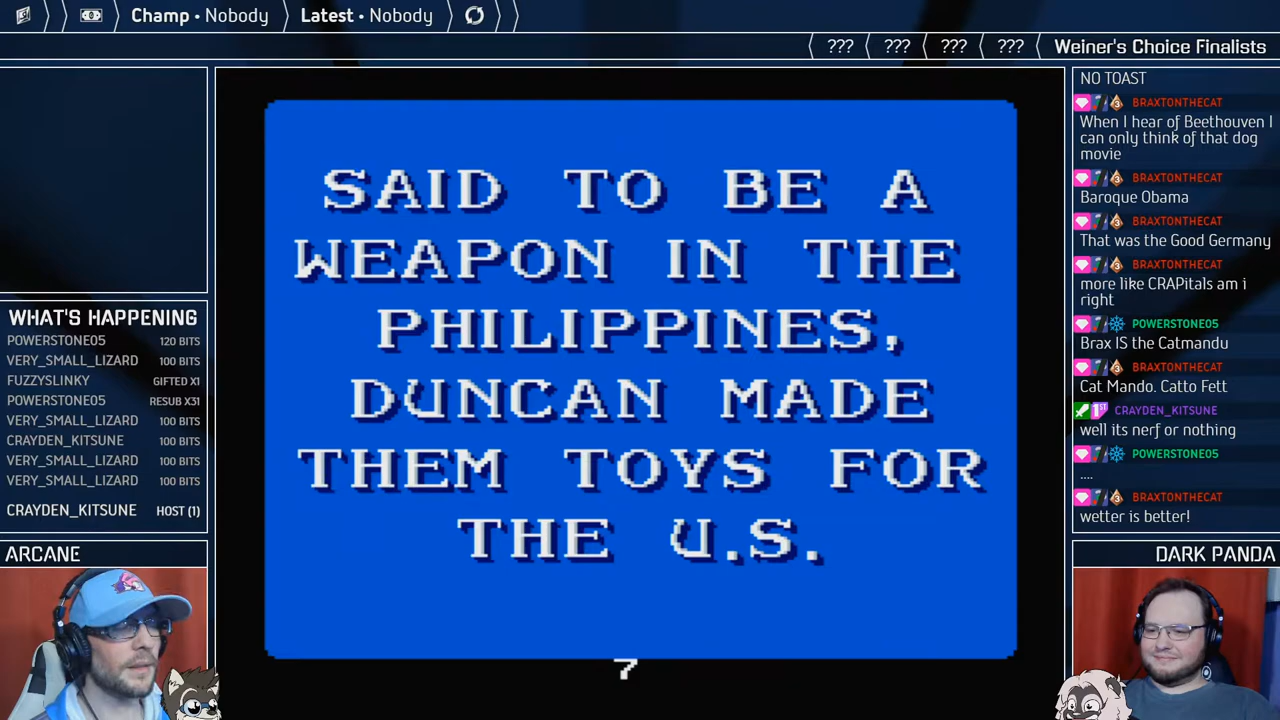 Champ • Nobody
Latest • Nobody
???
???
???
???
Weiner's Choice Finalists
SAID TO BE A
WEAPON IN THE
PHILIPPINES,
DUNCAN MADE
THEM TOYS FOR
THE U.S.
7
WHAT'S HAPPENING
POWERSTONE05 120 BITS
VERY_SMALL_LIZARD 100 BITS
FUZZYSLINKY GIFTED X1
POWERSTONE05 RESUB X31
VERY_SMALL_LIZARD 100 BITS
CRAYDEN_KITSUNE 100 BITS
VERY_SMALL_LIZARD 100 BITS
VERY_SMALL_LIZARD 100 BITS
CRAYDEN_KITSUNE HOST (1)
ARCANE
NO TOAST
BRAXTONTHECAT
When I hear of Beethouven I
can only think of that dog
movie
BRAXTONTHECAT
Baroque Obama
BRAXTONTHECAT
That was the Good Germany
BRAXTONTHECAT
more like CRAPitals am i
right
POWERSTONE05
Brax IS the Catmandu
BRAXTONTHECAT
Cat Mando. Catto Fett
1ST CRAYDEN_KITSUNE
well its nerf or nothing
POWERSTONE05
....
BRAXTONTHECAT
wetter is better!
DARK PANDA